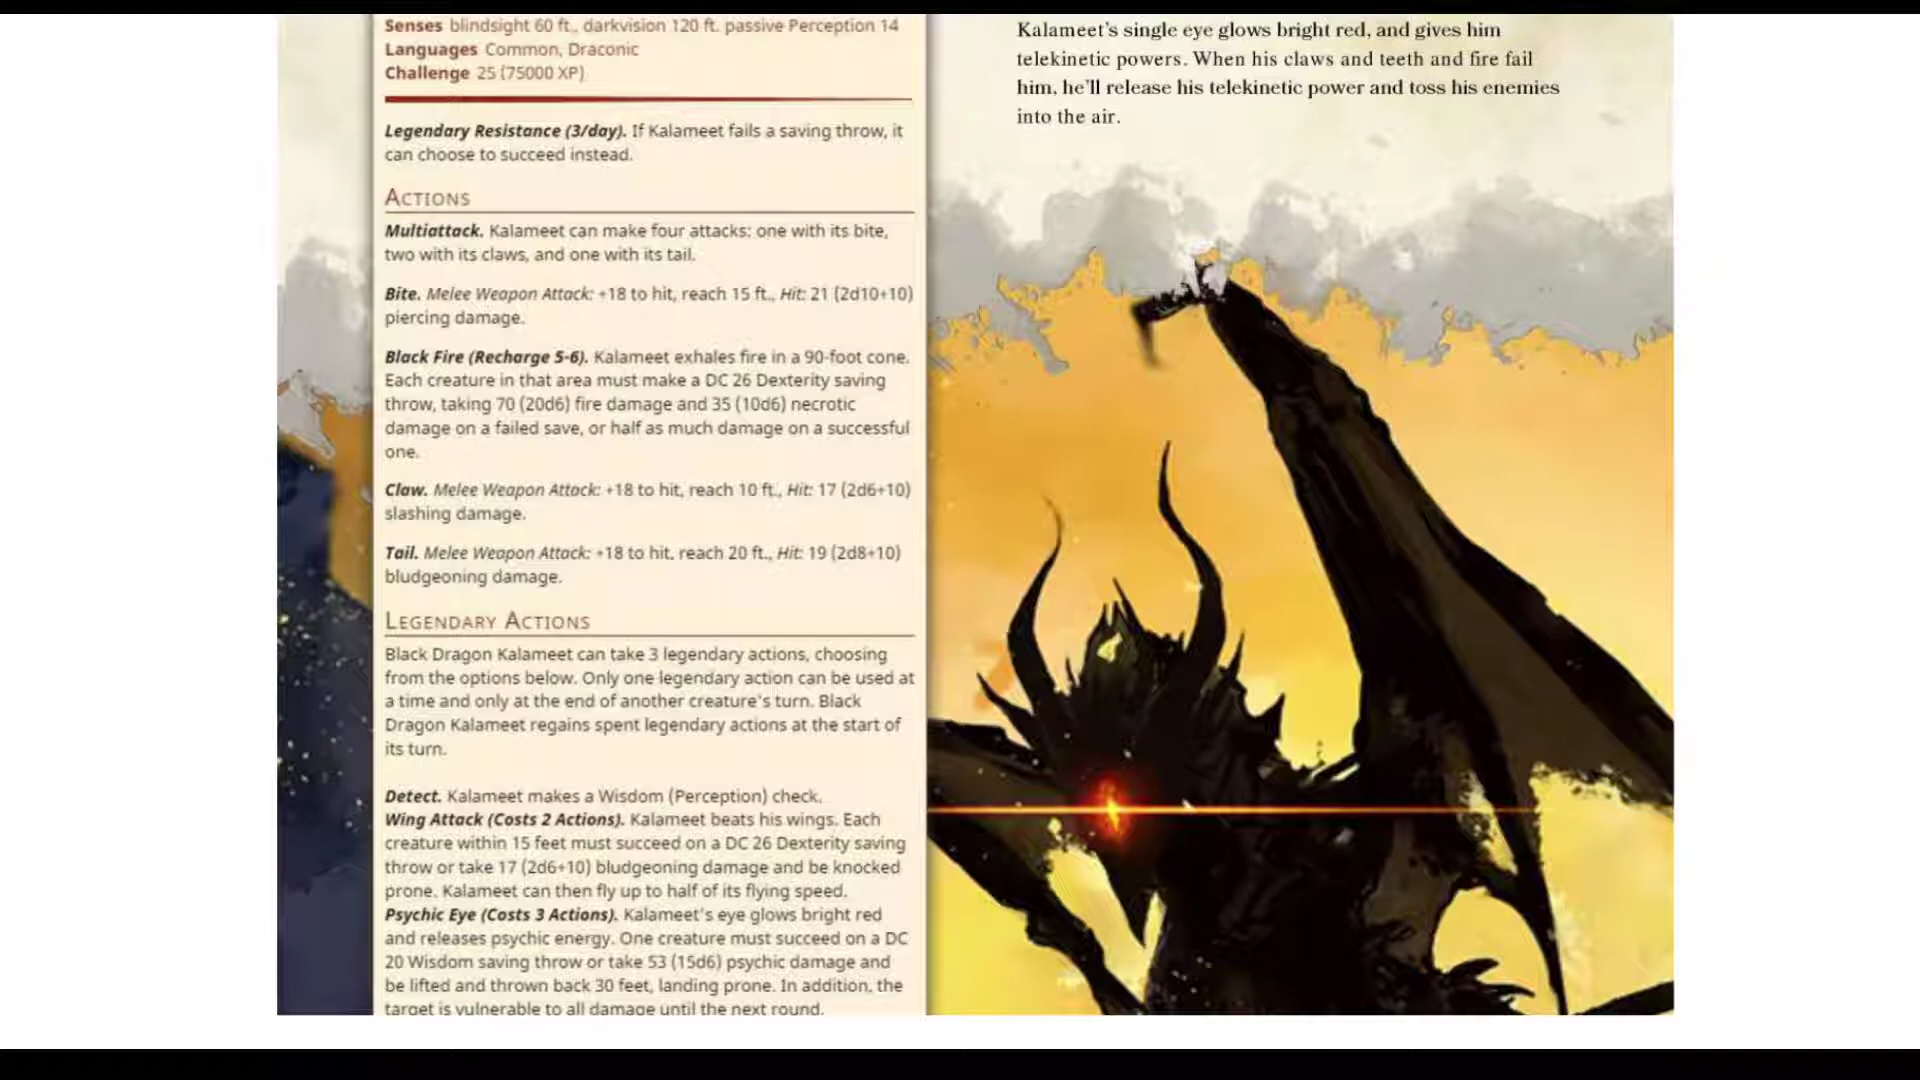 Senses blindsight 60 ft., darkvision 120 ft. passive Perception 14
Languages Common, Draconic
Challenge 25 (75000 XP)
Legendary Resistance (3/day). If Kalameet fails a saving throw, it
can choose to succeed instead.
ACTIONS
Multiattack. Kalameet can make four attacks: one with its bite,
two with its claws, and one with its tail.
Bite. Melee Weapon Attack: +18 to hit, reach 15 ft., Hit: 21 (2d10+10)
piercing damage.
Black Fire (Recharge 5-6). Kalameet exhales fire in a 90-foot cone.
Each creature in that area must make a DC 26 Dexterity saving
throw, taking 70 (20d6) fire damage and 35 (10d6) necrotic
damage on a failed save, or half as much damage on a successful
one.
Claw. Melee Weapon Attack: +18 to hit, reach 10 ft., Hit: 17 (2d6+10)
slashing damage.
Tail. Melee Weapon Attack: +18 to hit, reach 20 ft., Hit: 19 (2d8+10)
bludgeoning damage.
LEGENDARY ACTIONS
Black Dragon Kalameet can take 3 legendary actions, choosing
from the options below. Only one legendary action can be used at
a time and only at the end of another creature's turn. Black
Dragon Kalameet regains spent legendary actions at the start of
its turn.
Detect. Kalameet makes a Wisdom (Perception) check.
Wing Attack (Costs 2 Actions). Kalameet beats his wings. Each
creature within 15 feet must succeed on a DC 26 Dexterity saving
throw or take 17 (2d6+10) bludgeoning damage and be knocked
prone. Kalameet can then fly up to half of its flying speed.
Psychic Eye (Costs 3 Actions). Kalameet's eye glows bright red
and releases psychic energy. One creature must succeed on a DC
20 Wisdom saving throw or take 53 (15d6) psychic damage and
be lifted and thrown back 30 feet, landing prone. In addition, the
target is vulnerable to all damage until the next round.
Kalameet's single eye glows bright red, and gives him
telekinetic powers. When his claws and teeth and fire fail
him, he'll release his telekinetic power and toss his enemies
into the air.